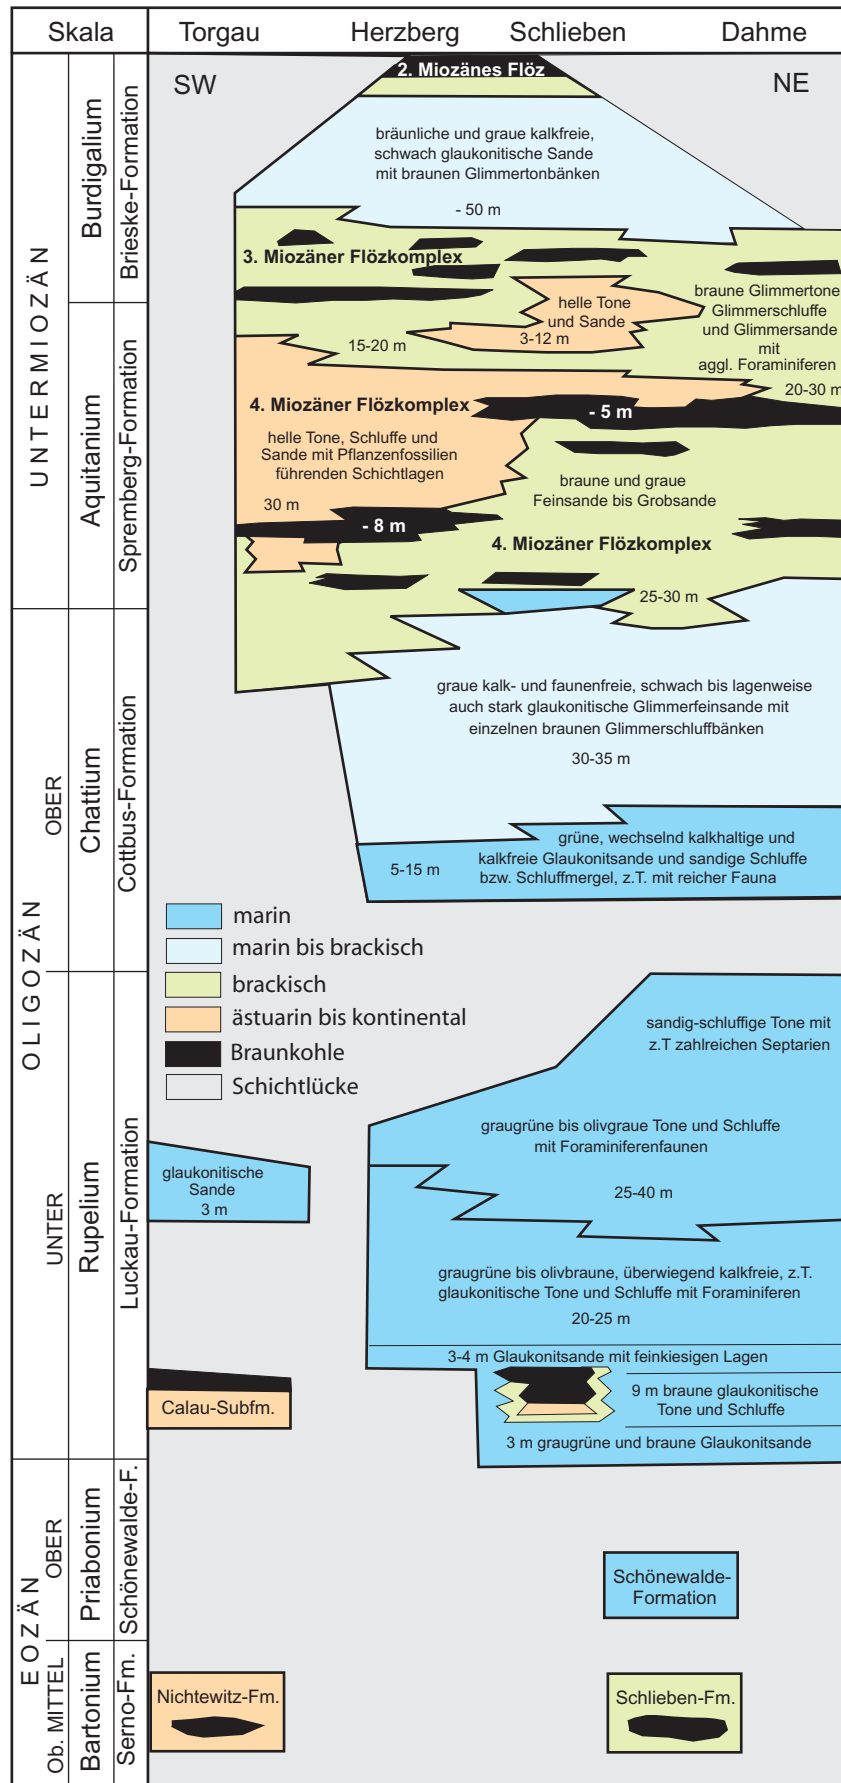 Skala
Torgau
Herzberg
Schlieben
Dahme
UNTERMIOZÄN
Burdigalium
Brieske-Formation
Aquitanium
Spremberg-Formation
OLIGOZÄN
OBER
Chattium
Cottbus-Formation
UNTER
Rupelium
Luckau-Formation
EOZÄN
OBER
Priabonium
Schönewalde-F.
Ob. MITTEL
Bartonium
Serno-Fm.
SW
NE
2. Miozänes Flöz
bräunliche und graue kalkfreie,
schwach glaukonitische Sande
mit braunen Glimmertonbänken
- 50 m
3. Miozäner Flözkomplex
helle Tone
und Sande
3-12 m
15-20 m
braune Glimmertone
Glimmerschluffe
und Glimmersande
mit
aggl. Foraminiferen
20-30 m
4. Miozäner Flözkomplex
- 5 m
helle Tone, Schluffe und
Sande mit Pflanzenfossilien
führenden Schichtlagen
30 m
braune und graue
Feinsande bis Grobsande
- 8 m
4. Miozäner Flözkomplex
25-30 m
graue kalk- und faunenfreie, schwach bis lagenweise
auch stark glaukonitische Glimmerfeinsande mit
einzelnen braunen Glimmerschluffbänken
30-35 m
grüne, wechselnd kalkhaltige und
kalkfreie Glaukonitsande und sandige Schluffe
bzw. Schluffmergel, z.T. mit reicher Fauna
5-15 m
marin
marin bis brackisch
brackisch
ästuarin bis kontinental
Braunkohle
Schichtlücke
sandig-schluffige Tone mit
z.T zahlreichen Septarien
graugrüne bis olivgraue Tone und Schluffe
mit Foraminiferenfaunen
25-40 m
glaukonitische
Sande
3 m
graugrüne bis olivbraune, überwiegend kalkfreie, z.T.
glaukonitische Tone und Schluffe mit Foraminiferen
20-25 m
3-4 m Glaukonitsande mit feinkiesigen Lagen
9 m braune glaukonitische
Tone und Schluffe
3 m graugrüne und braune Glaukonitsande
Calau-Subfm.
Schönewalde-
Formation
Nichtewitz-Fm.
Schlieben-Fm.